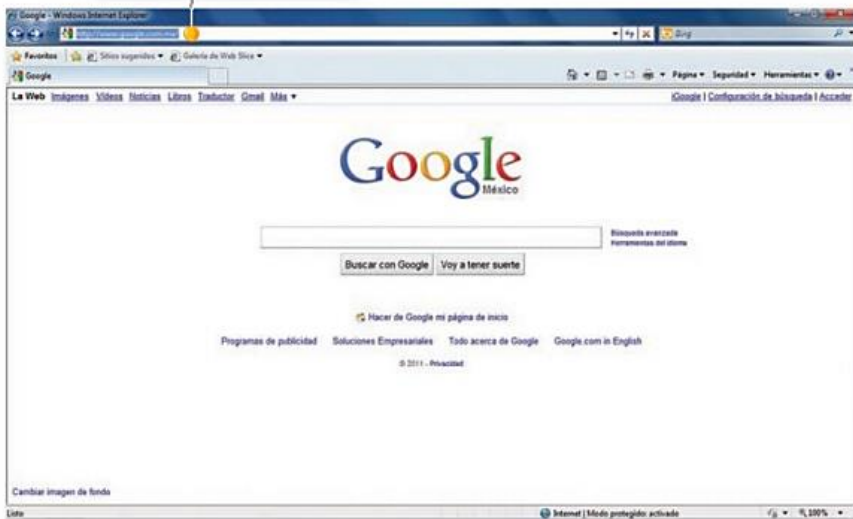 Google - Windows Internet Explorer
http://www.google.com.mx/
Bing
Favoritos Sitios sugeridos Galería de Web Slice
Google
Página Seguridad Herramientas
La Web Imágenes Vídeos Noticias Libros Traductor Gmail Más
iGoogle | Configuración de búsqueda | Acceder
Google
México
Búsqueda avanzada
Herramientas del idioma
Buscar con Google Voy a tener suerte
Hacer de Google mi página de inicio
Programas de publicidad Soluciones Empresariales Todo acerca de Google Google.com in English
© 2011 - Privacidad
Cambiar imagen de fondo
Listo Internet | Modo protegido: activado 100%